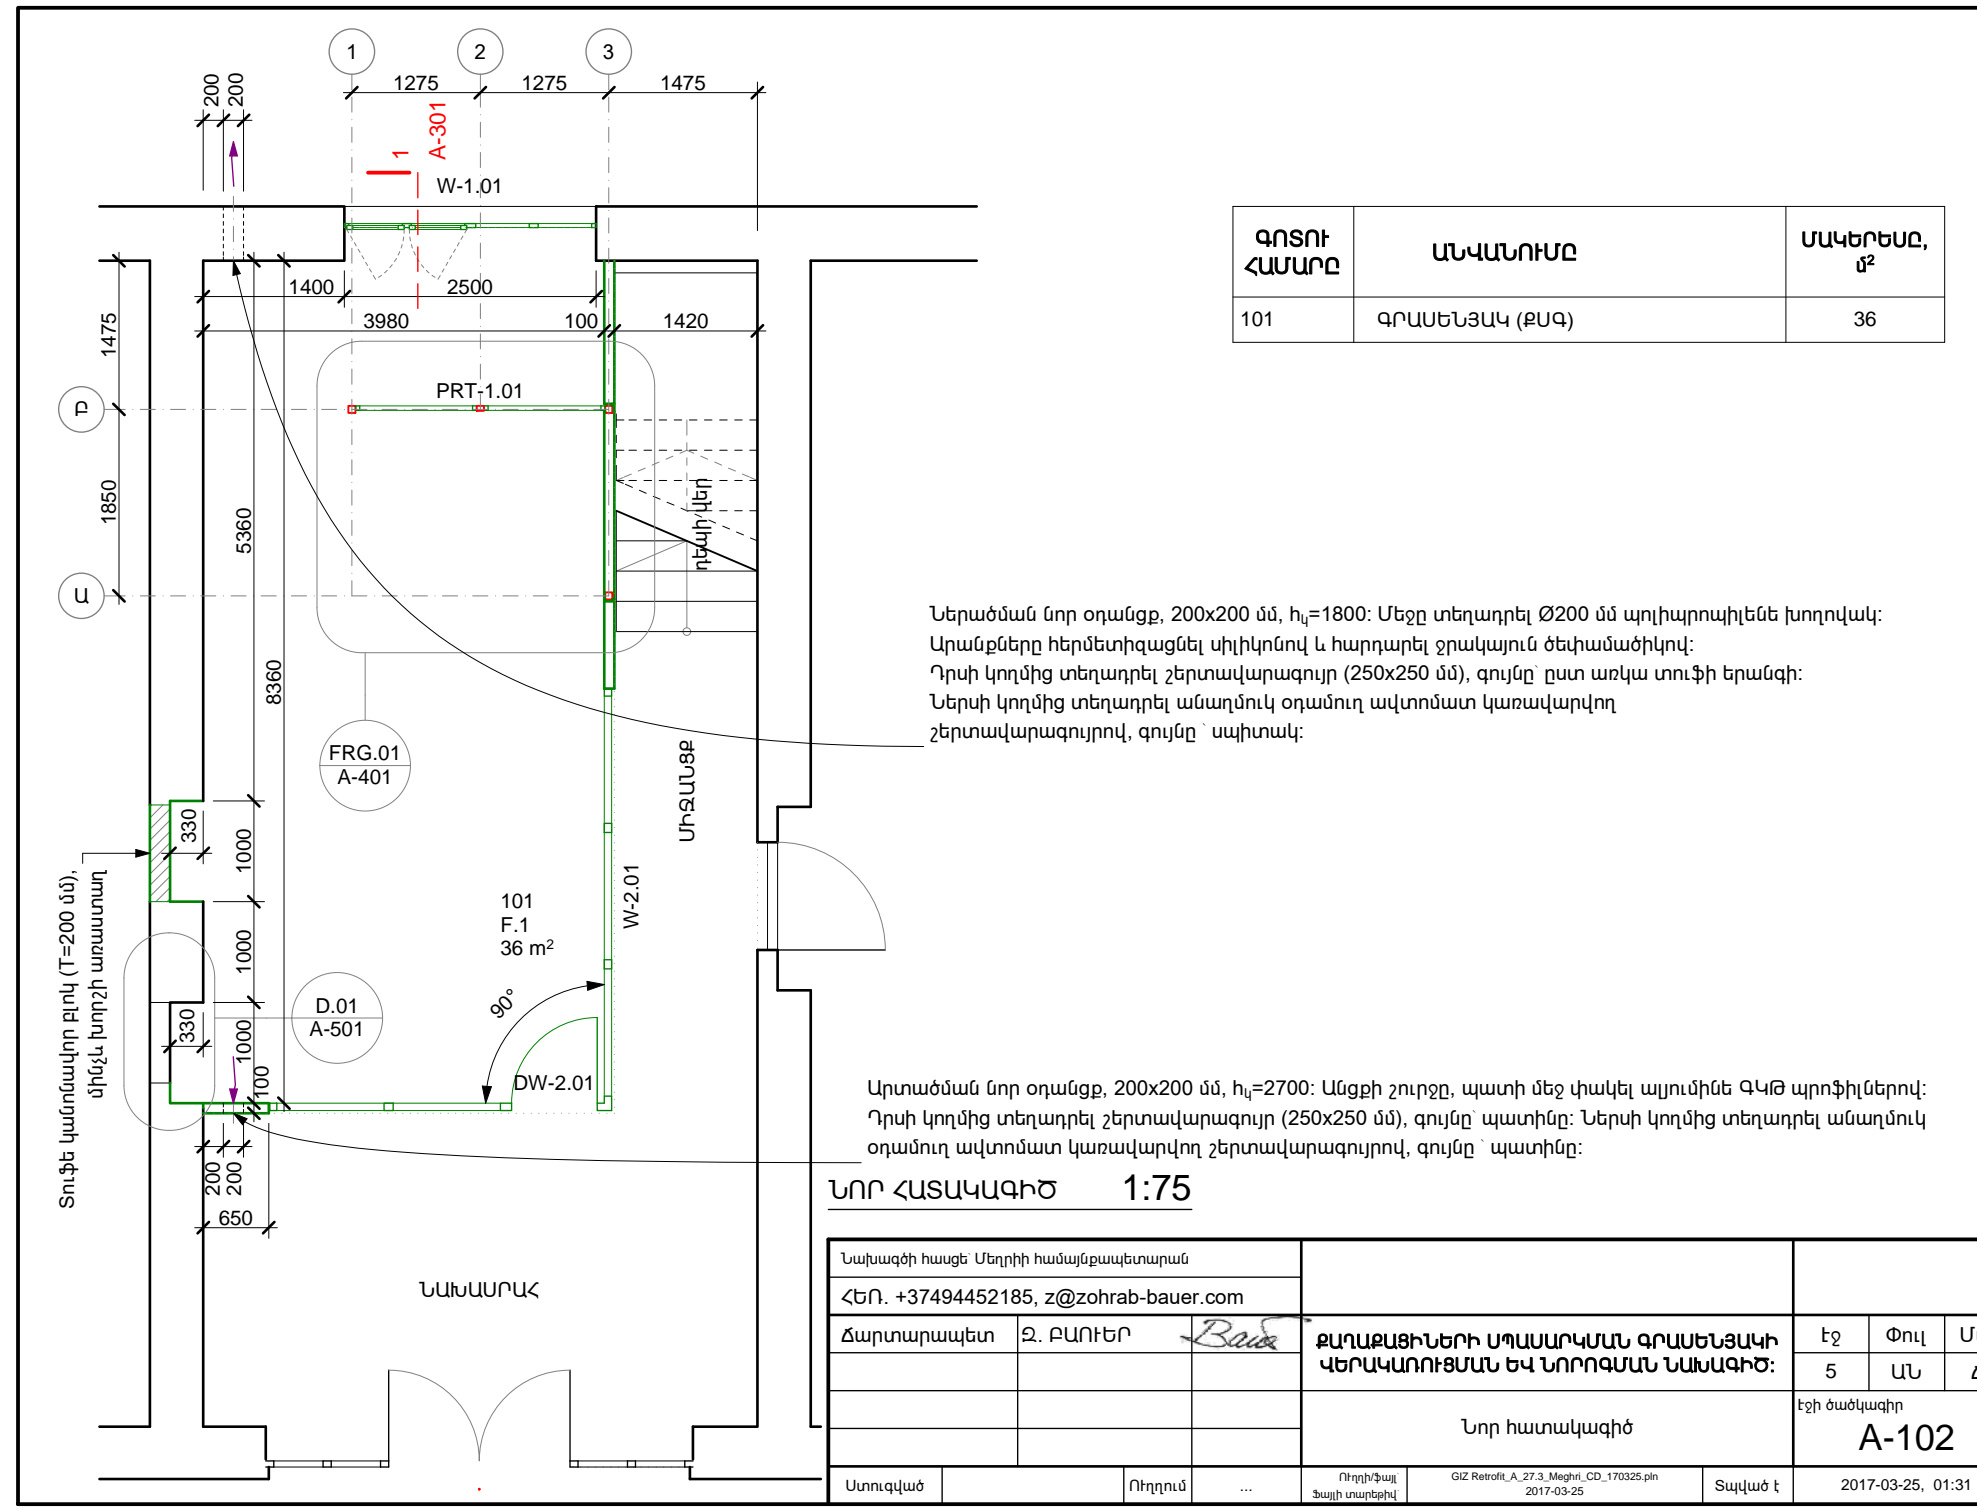 1
2
3
1275
1275
1475
200
200
1
A-301
W-1.01
1400
2500
3980
100
1420
1475
PRT-1.01
Բ
1850
Ա
5360
8360
դեպի վեր
FRG.01
A-401
ՄԻՋԱՆՑՔ
330
1000
W-2.01
101
F.1
36 m²
1000
90°
D.01
A-501
330
1000
100
DW-2.01
Տուֆե կանոնավոր բլոկ (T=200 մմ),
մինչև խորշի առաստաղ
200
200
650
ՆԱԽԱՍՐԱՀ
ԳՈՏՈՒ ՀԱՄԱՐԸ
ԱՆՎԱՆՈՒՄԸ
ՄԱԿԵՐԵՍԸ, մ²
101
ԳՐԱՍԵՆՅԱԿ (ՔՍԳ)
36
Ներածման նոր օդանցք, 200x200 մմ, hկ=1800: Մեջը տեղադրել Ø200 մմ պոլիպրոպիլենե խողովակ:
Արանքները հերմետիզացնել սիլիկոնով և հարդարել ջրակայուն ծեփամածիկով:
Դրսի կողմից տեղադրել շերտավարագույր (250x250 մմ), գույնը՝ ըստ առկա տուֆի երանգի:
Ներսի կողմից տեղադրել անաղմուկ օդամուղ ավտոմատ կառավարվող
շերտավարագույրով, գույնը ՝ սպիտակ:
Արտածման նոր օդանցք, 200x200 մմ, hկ=2700: Անցքի շուրջը, պատի մեջ փակել ալյումինե ԳԿԹ պրոֆիլներով:
Դրսի կողմից տեղադրել շերտավարագույր (250x250 մմ), գույնը՝ պատինը: Ներսի կողմից տեղադրել անաղմուկ
օդամուղ ավտոմատ կառավարվող շերտավարագույրով, գույնը ՝ պատինը:
ՆՈՐ ՀԱՏԱԿԱԳԻԾ 1:75
Նախագծի հասցե՝ Մեղրիի համայնքապետարան
ՀԵՌ. +37494452185, z@zohrab-bauer.com
Ճարտարապետ
Զ. ԲԱՈՒԵՐ
ՔԱՂԱՔԱՑԻՆԵՐԻ ՍՊԱՍԱՐԿՄԱՆ ԳՐԱՍԵՆՅԱԿԻ
ՎԵՐԱԿԱՌՈՒՑՄԱՆ ԵՎ ՆՈՐՈԳՄԱՆ ՆԱԽԱԳԻԾ:
Էջ
Փուլ
5
ԱՆ
Նոր հատակագիծ
Էջի ծածկագիր
A-102
Ստուգված
Ուղղում
...
Ուղղի/ֆայլ
Ֆայլի տարեթիվ
GIZ Retrofit_A_27.3_Meghri_CD_170325.pln
2017-03-25
Տպված է
2017-03-25, 01:31